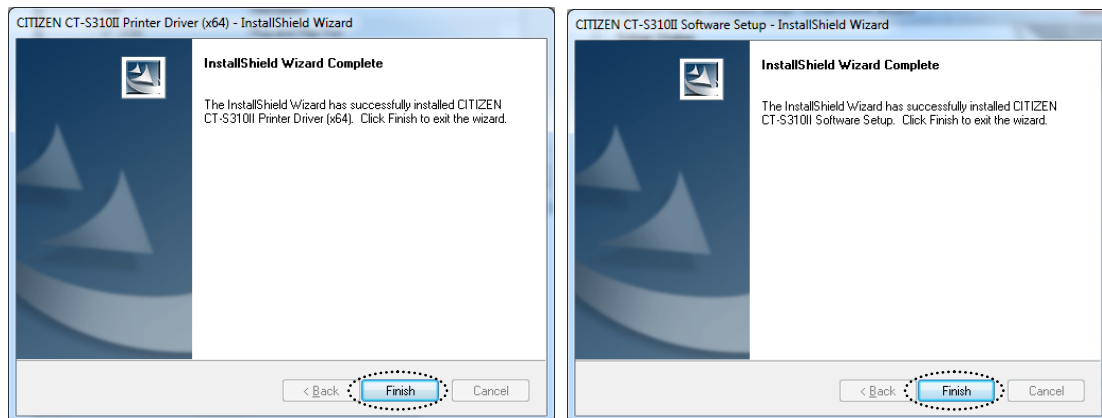 CITIZEN CT-S310II Printer Driver (x64) - InstallShield Wizard
InstallShield Wizard Complete
The InstallShield Wizard has successfully installed CITIZEN
CT-S310II Printer Driver (x64). Click Finish to exit the wizard.
< Back
Finish
Cancel
CITIZEN CT-S310II Software Setup - InstallShield Wizard
InstallShield Wizard Complete
The InstallShield Wizard has successfully installed CITIZEN
CT-S310II Software Setup. Click Finish to exit the wizard.
< Back
Finish
Cancel